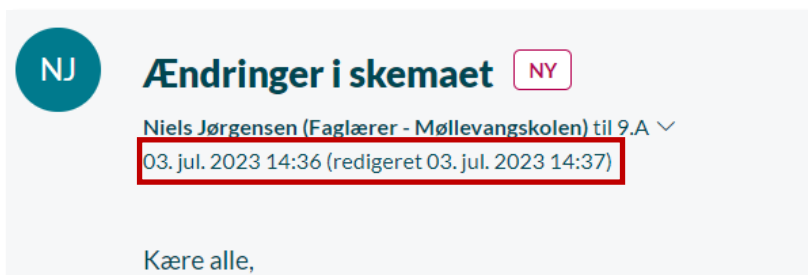 NJ
Ændringer i skemaet NY
Niels Jørgensen (Faglærer - Møllevangskolen) til 9.A
03. jul. 2023 14:36 (redigeret 03. jul. 2023 14:37)
Kære alle,